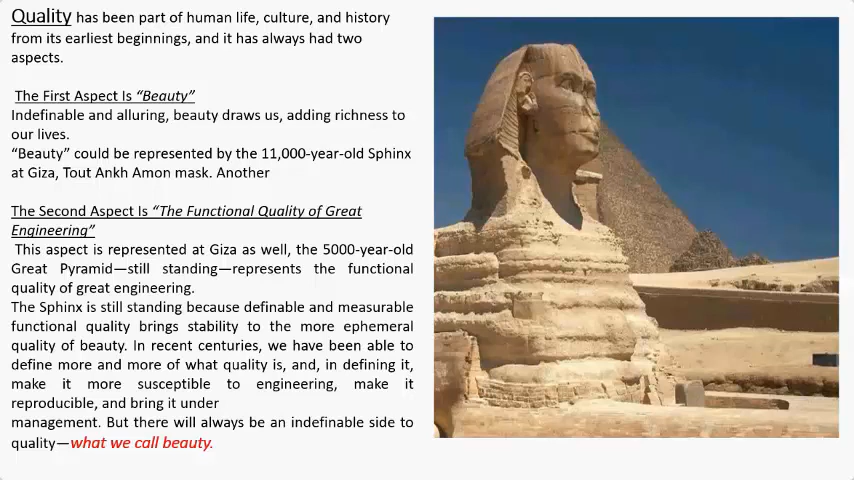 Quality has been part of human life, culture, and history
from its earliest beginnings, and it has always had two
aspects.
The First Aspect Is “Beauty”
Indefinable and alluring, beauty draws us, adding richness to
our lives.
“Beauty” could be represented by the 11,000-year-old Sphinx
at Giza, Tout Ankh Amon mask. Another
The Second Aspect Is “The Functional Quality of Great
Engineering”
This aspect is represented at Giza as well, the 5000-year-old
Great Pyramid—still standing—represents the functional
quality of great engineering.
The Sphinx is still standing because definable and measurable
functional quality brings stability to the more ephemeral
quality of beauty. In recent centuries, we have been able to
define more and more of what quality is, and, in defining it,
make it more susceptible to engineering, make it
reproducible, and bring it under
management. But there will always be an indefinable side to
quality—what we call beauty.